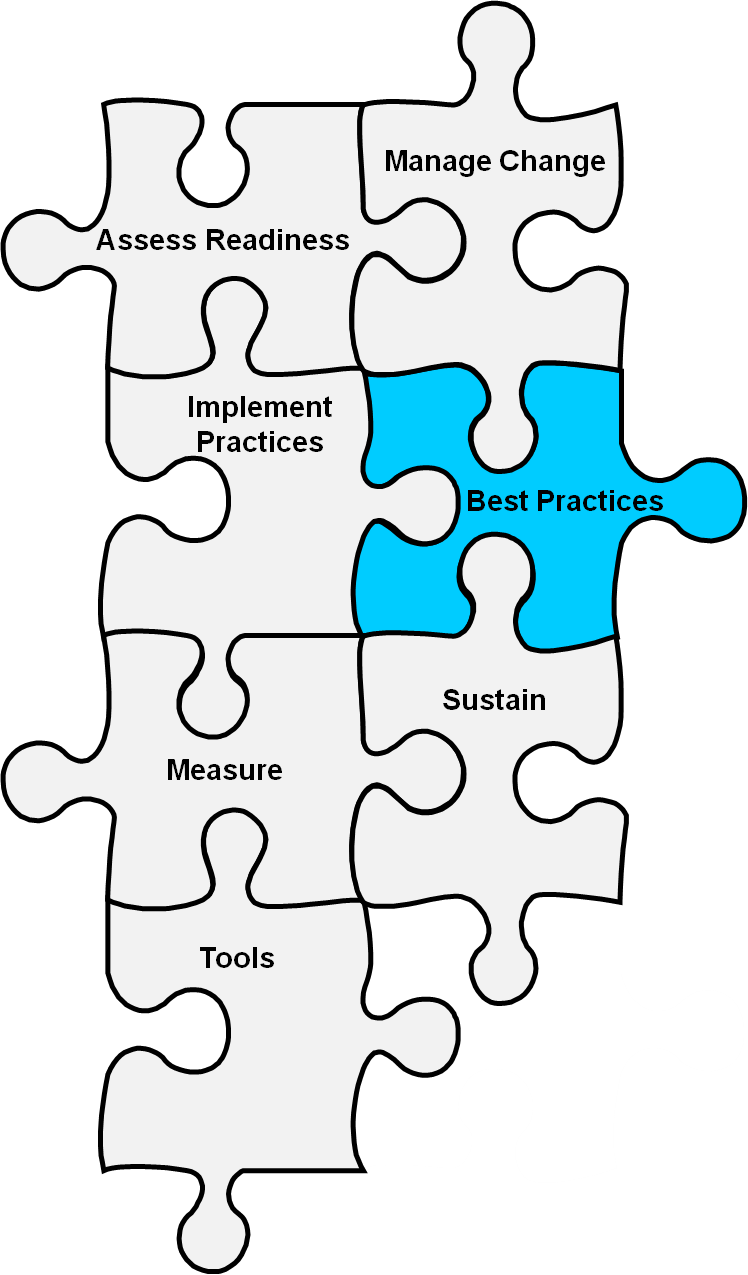 Manage Change
Assess Readiness
Implement
Practices
Best Practices
Sustain
Measure
Tools